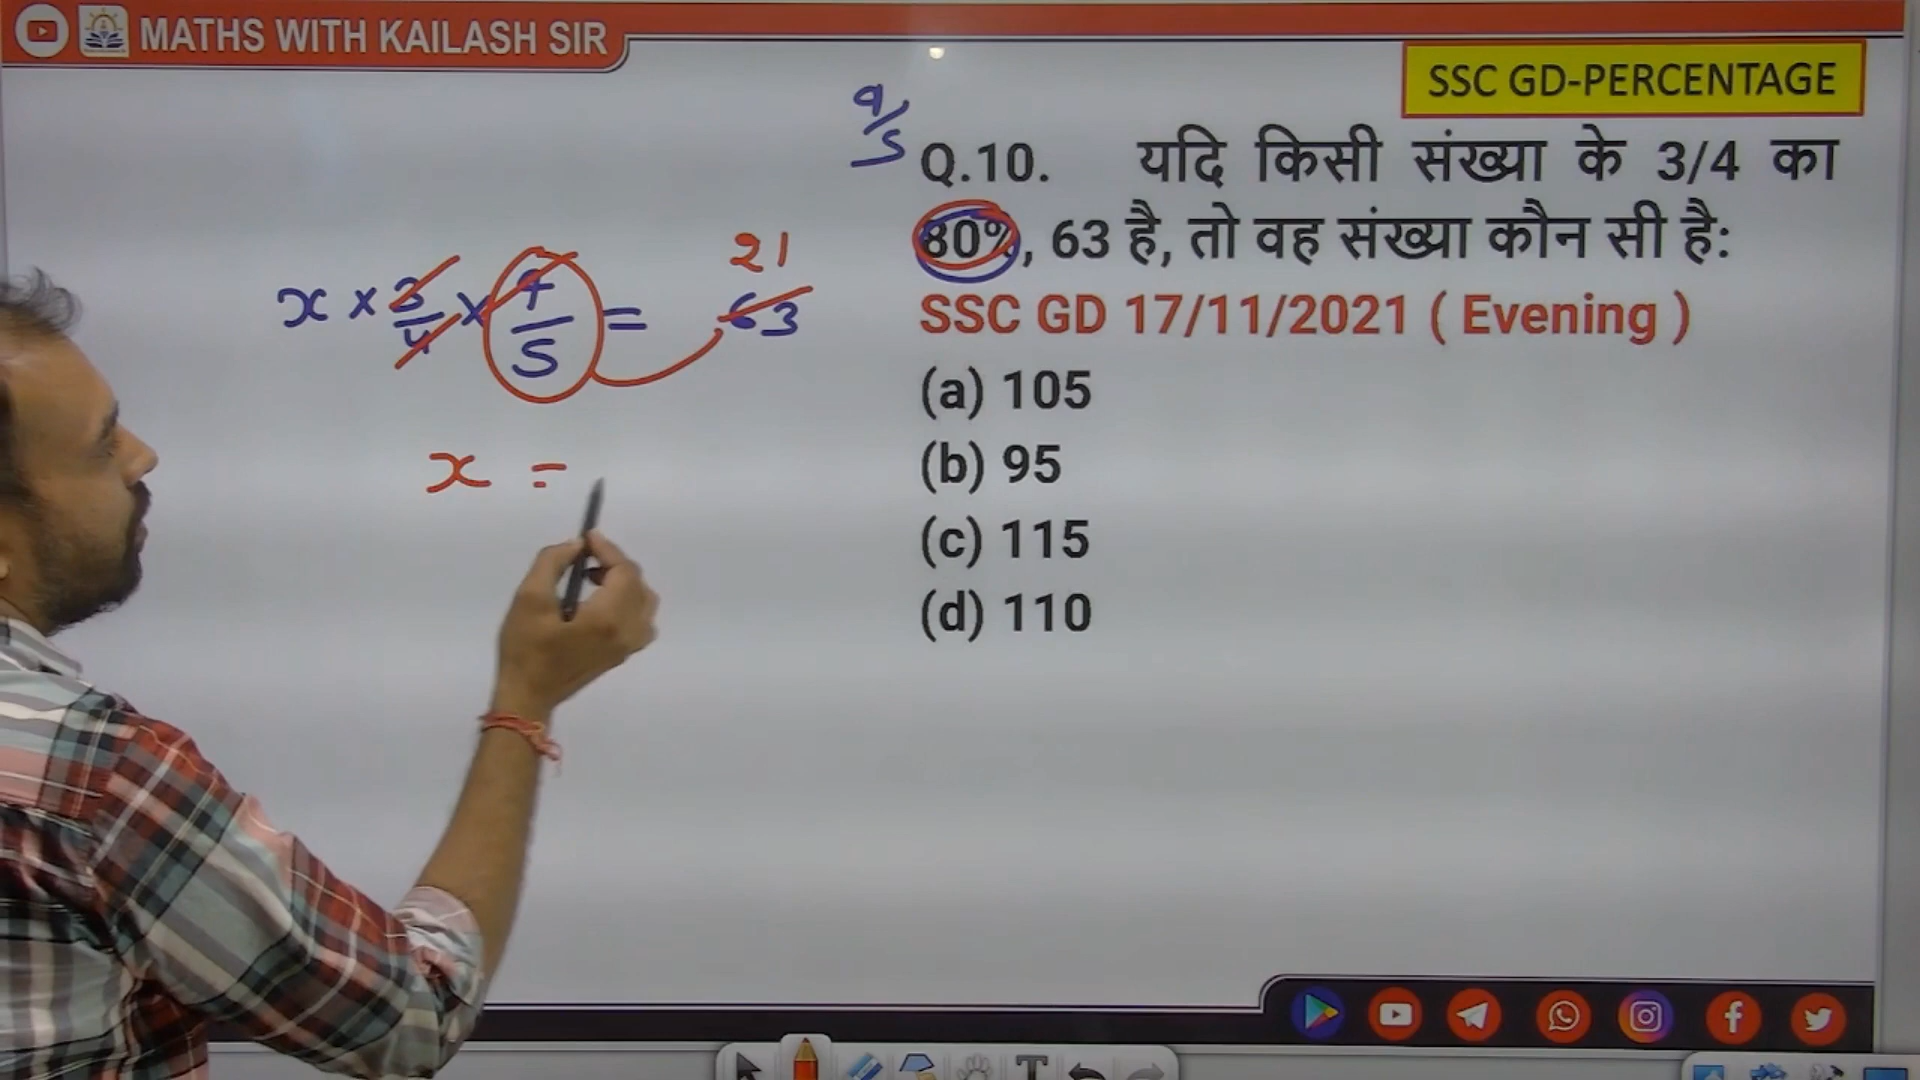 MATHS WITH KAILASH SIR
SSC GD-PERCENTAGE
4/5
Q.10. यदि किसी संख्या के 3/4 का
80%, 63 है, तो वह संख्या कौन सी है:
SSC GD 17/11/2021 ( Evening )
(a) 105
(b) 95
(c) 115
(d) 110
21
x × 3/4 × 4/5 = 63
x =